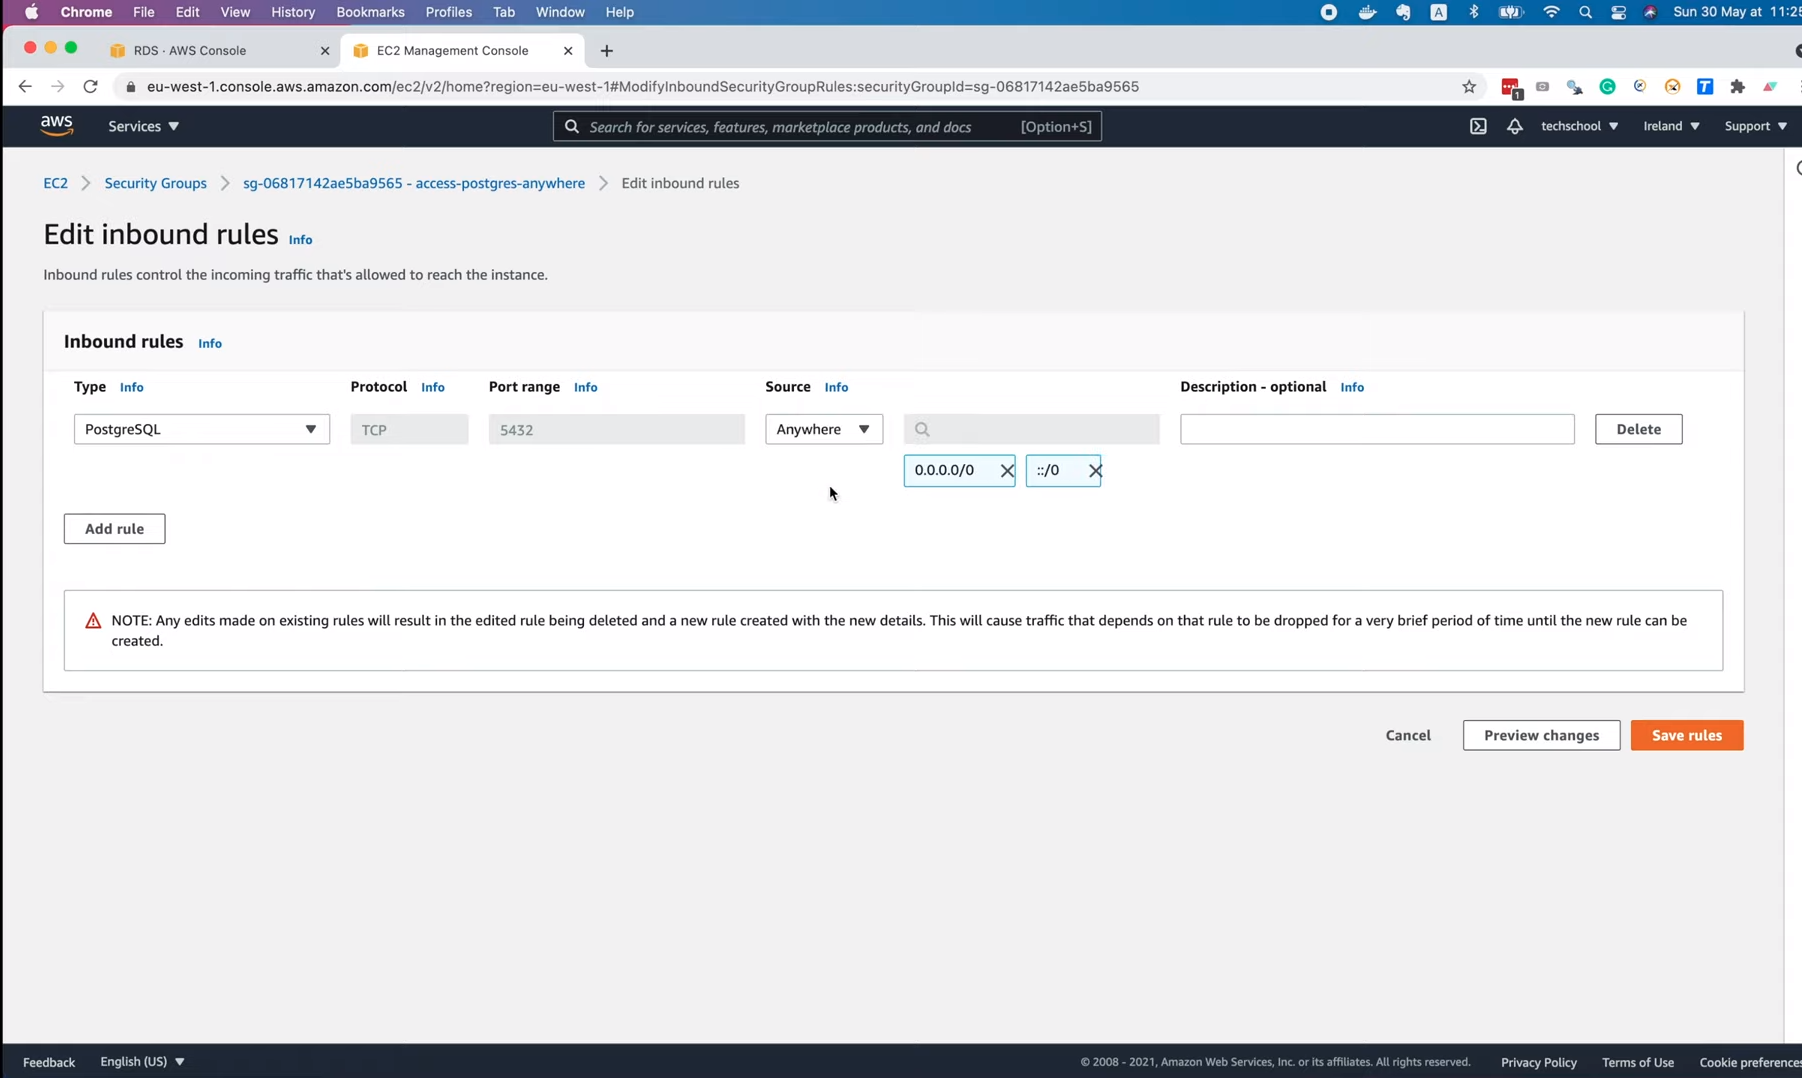 Chrome File Edit View History Bookmarks Profiles Tab Window Help A Sun 30 May at 11:25
RDS · AWS Console EC2 Management Console
eu-west-1.console.aws.amazon.com/ec2/v2/home?region=eu-west-1#ModifyInboundSecurityGroupRules:securityGroupId=sg-06817142ae5ba9565 1 T
aws Services Search for services, features, marketplace products, and docs [Option+S] techschool Ireland Support
EC2 Security Groups sg-06817142ae5ba9565 - access-postgres-anywhere Edit inbound rules
Edit inbound rules Info
Inbound rules control the incoming traffic that's allowed to reach the instance.
Inbound rules Info
Type Info Protocol Info Port range Info Source Info Description - optional Info
PostgreSQL TCP 5432 Anywhere Delete
0.0.0.0/0 ::/0
Add rule
NOTE: Any edits made on existing rules will result in the edited rule being deleted and a new rule created with the new details. This will cause traffic that depends on that rule to be dropped for a very brief period of time until the new rule can be
created.
Cancel Preview changes Save rules
Feedback English (US) © 2008 - 2021, Amazon Web Services, Inc. or its affiliates. All rights reserved. Privacy Policy Terms of Use Cookie preferences